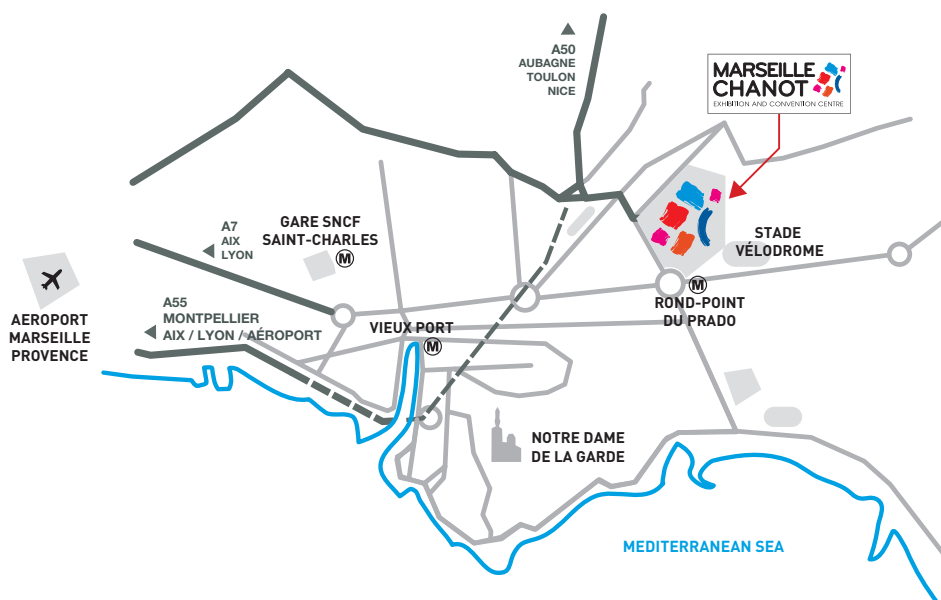 A50
AUBAGNE
TOULON
NICE
MARSEILLE
CHANOT
EXHIBITION AND CONVENTION CENTRE
A7
AIX
LYON
GARE SNCF
SAINT-CHARLES
M
STADE
VÉLODROME
M
ROND-POINT
DU PRADO
A55
MONTPELLIER
AIX / LYON / AÉROPORT
VIEUX PORT
M
AEROPORT
MARSEILLE
PROVENCE
NOTRE DAME
DE LA GARDE
MEDITERRANEAN SEA